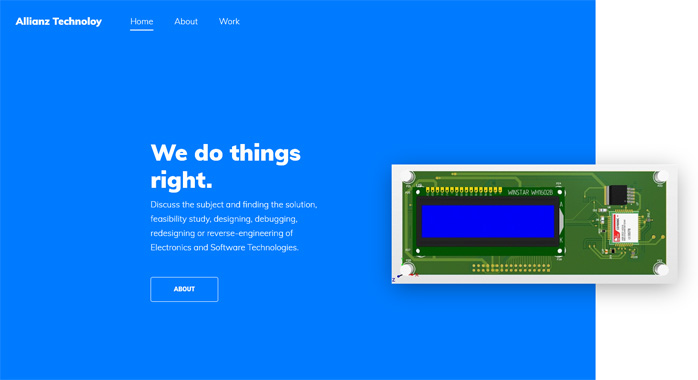 Allianz Technoloy
Home
About
Work
We do things
right.
Discuss the subject and finding the solution,
feasibility study, designing, debugging,
redesigning or reverse-engineering of
Electronics and Software Technologies.
ABOUT
WINSTAR WH1602B